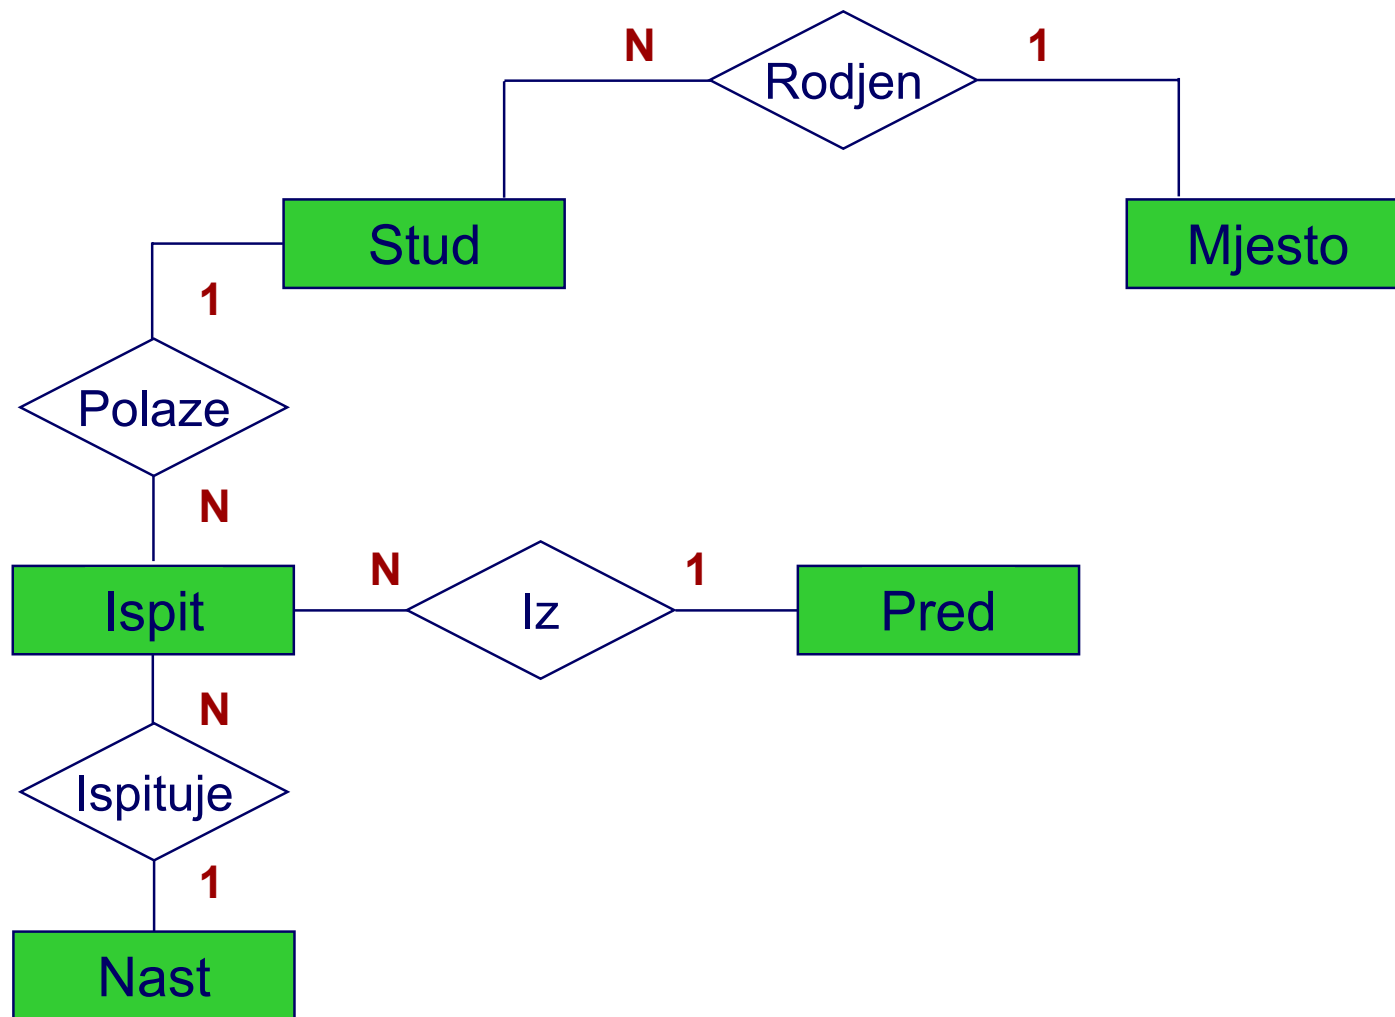 N
1
Rodjen
Stud
Mjesto
1
Polaze
N
N
1
Ispit
Iz
Pred
N
Ispituje
1
Nast